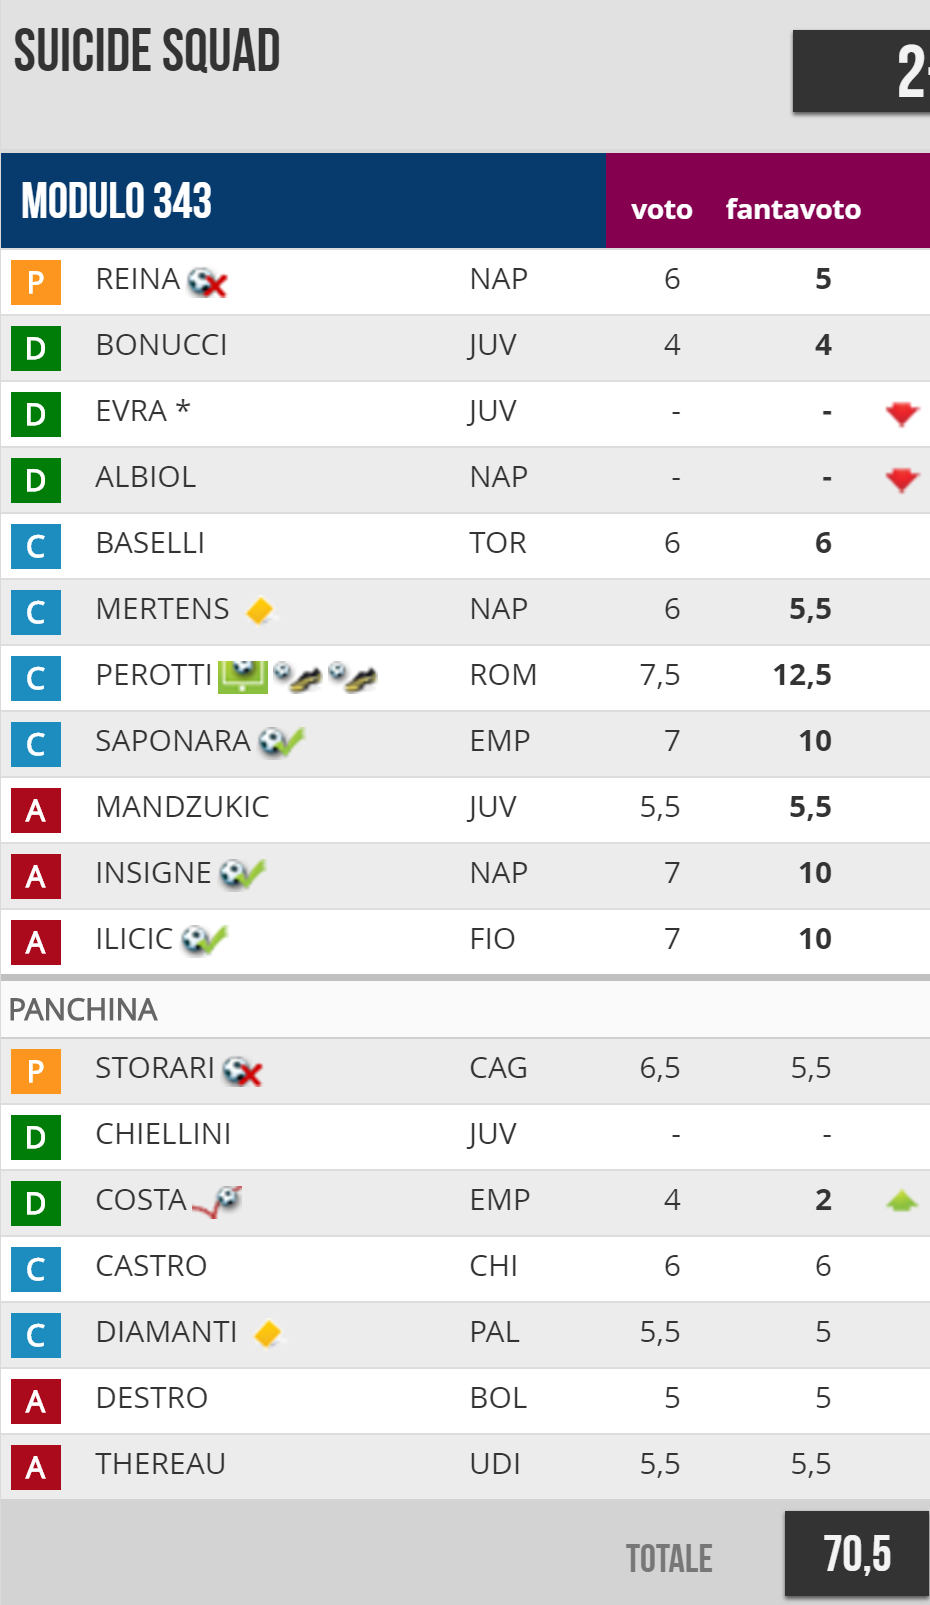 SUICIDE SQUAD
2-
MODULO 343 voto fantavoto
P REINA NAP 6 5
D BONUCCI JUV 4 4
D EVRA * JUV - -
D ALBIOL NAP - -
C BASELLI TOR 6 6
C MERTENS NAP 6 5,5
C PEROTTI ROM 7,5 12,5
C SAPONARA EMP 7 10
A MANDZUKIC JUV 5,5 5,5
A INSIGNE NAP 7 10
A ILICIC FIO 7 10
PANCHINA
P STORARI CAG 6,5 5,5
D CHIELLINI JUV - -
D COSTA EMP 4 2
C CASTRO CHI 6 6
C DIAMANTI PAL 5,5 5
A DESTRO BOL 5 5
A THEREAU UDI 5,5 5,5
TOTALE 70,5